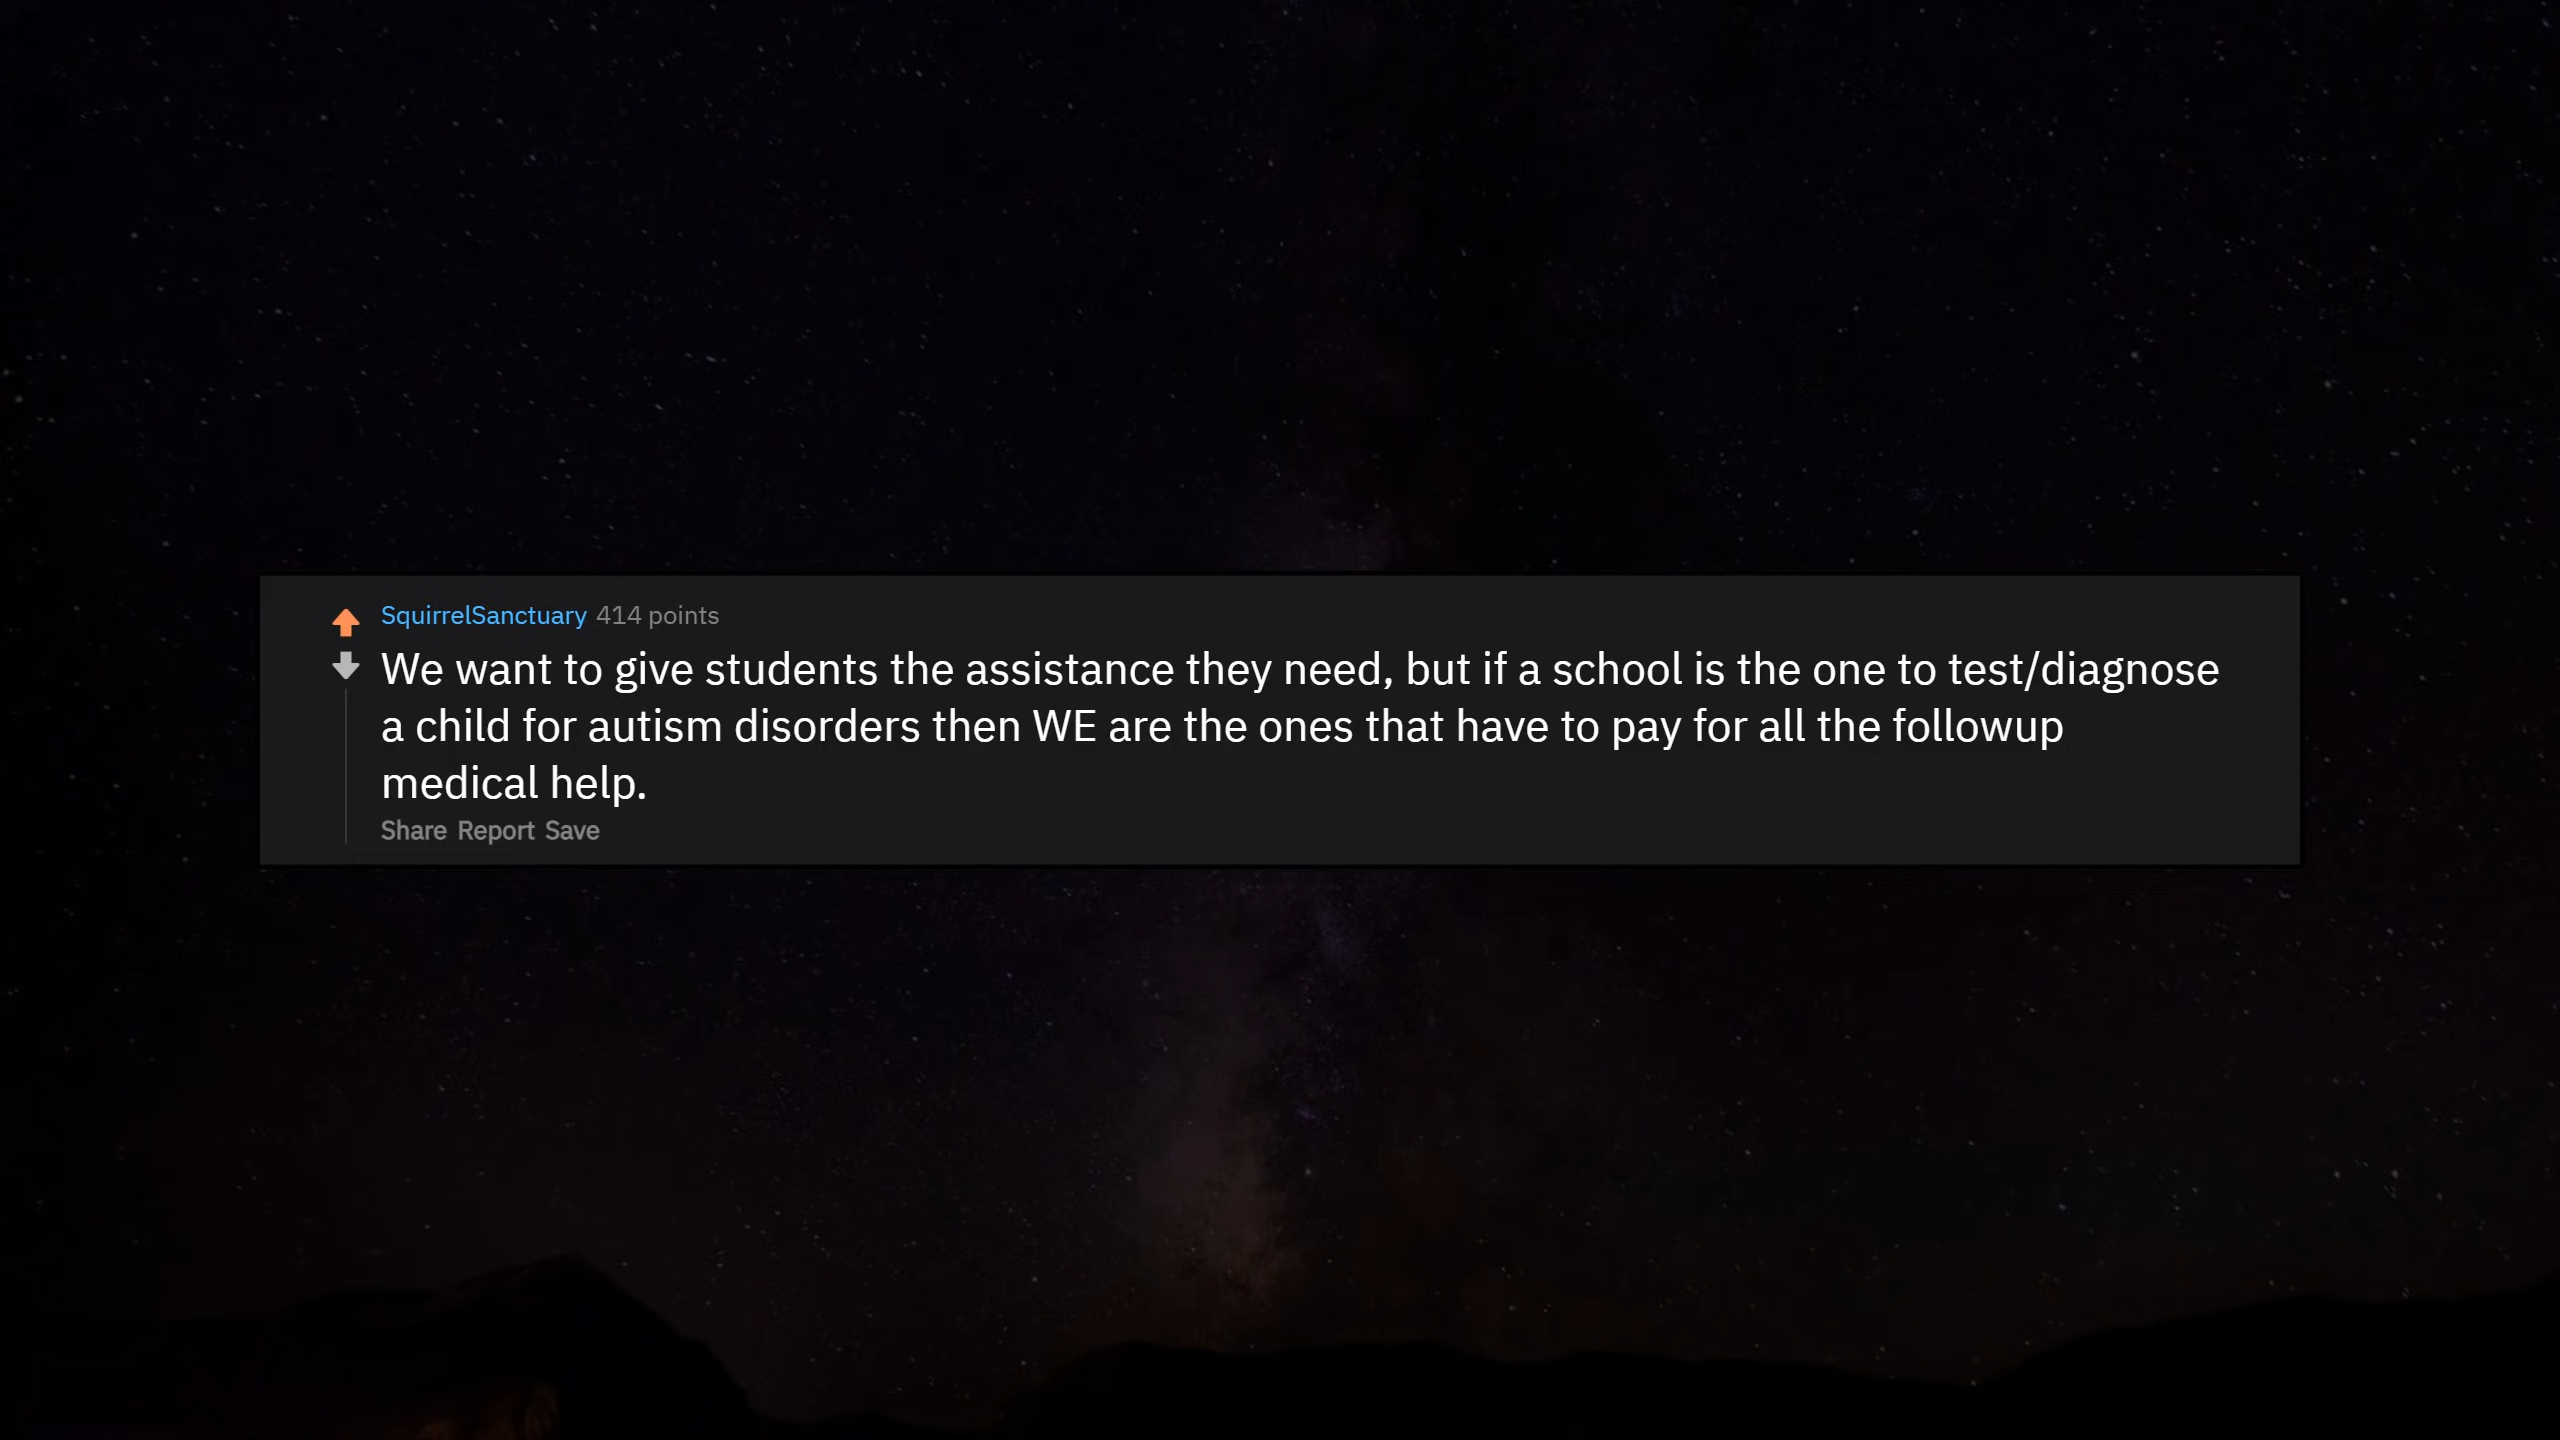 SquirrelSanctuary 414 points
We want to give students the assistance they need, but if a school is the one to test/diagnose
a child for autism disorders then WE are the ones that have to pay for all the followup
medical help.
Share Report Save